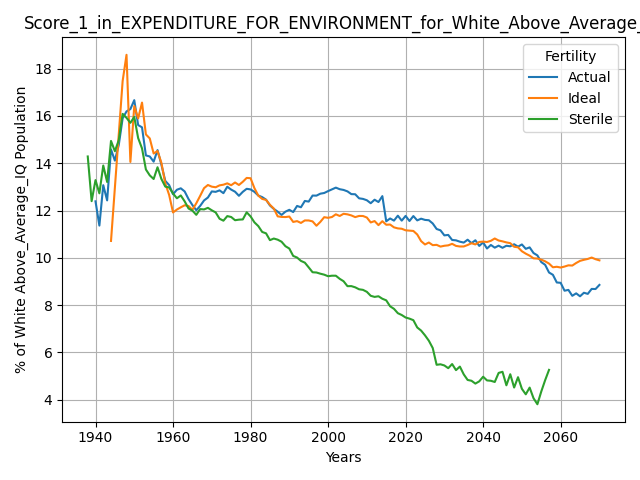 Score_1_in_EXPENDITURE_FOR_ENVIRONMENT_for_White_Above_Average_
Fertility
Actual
Ideal
Sterile
% of White Above_Average_IQ Population
18
16
14
12
10
8
6
4
1940 1960 1980 2000 2020 2040 2060
Years